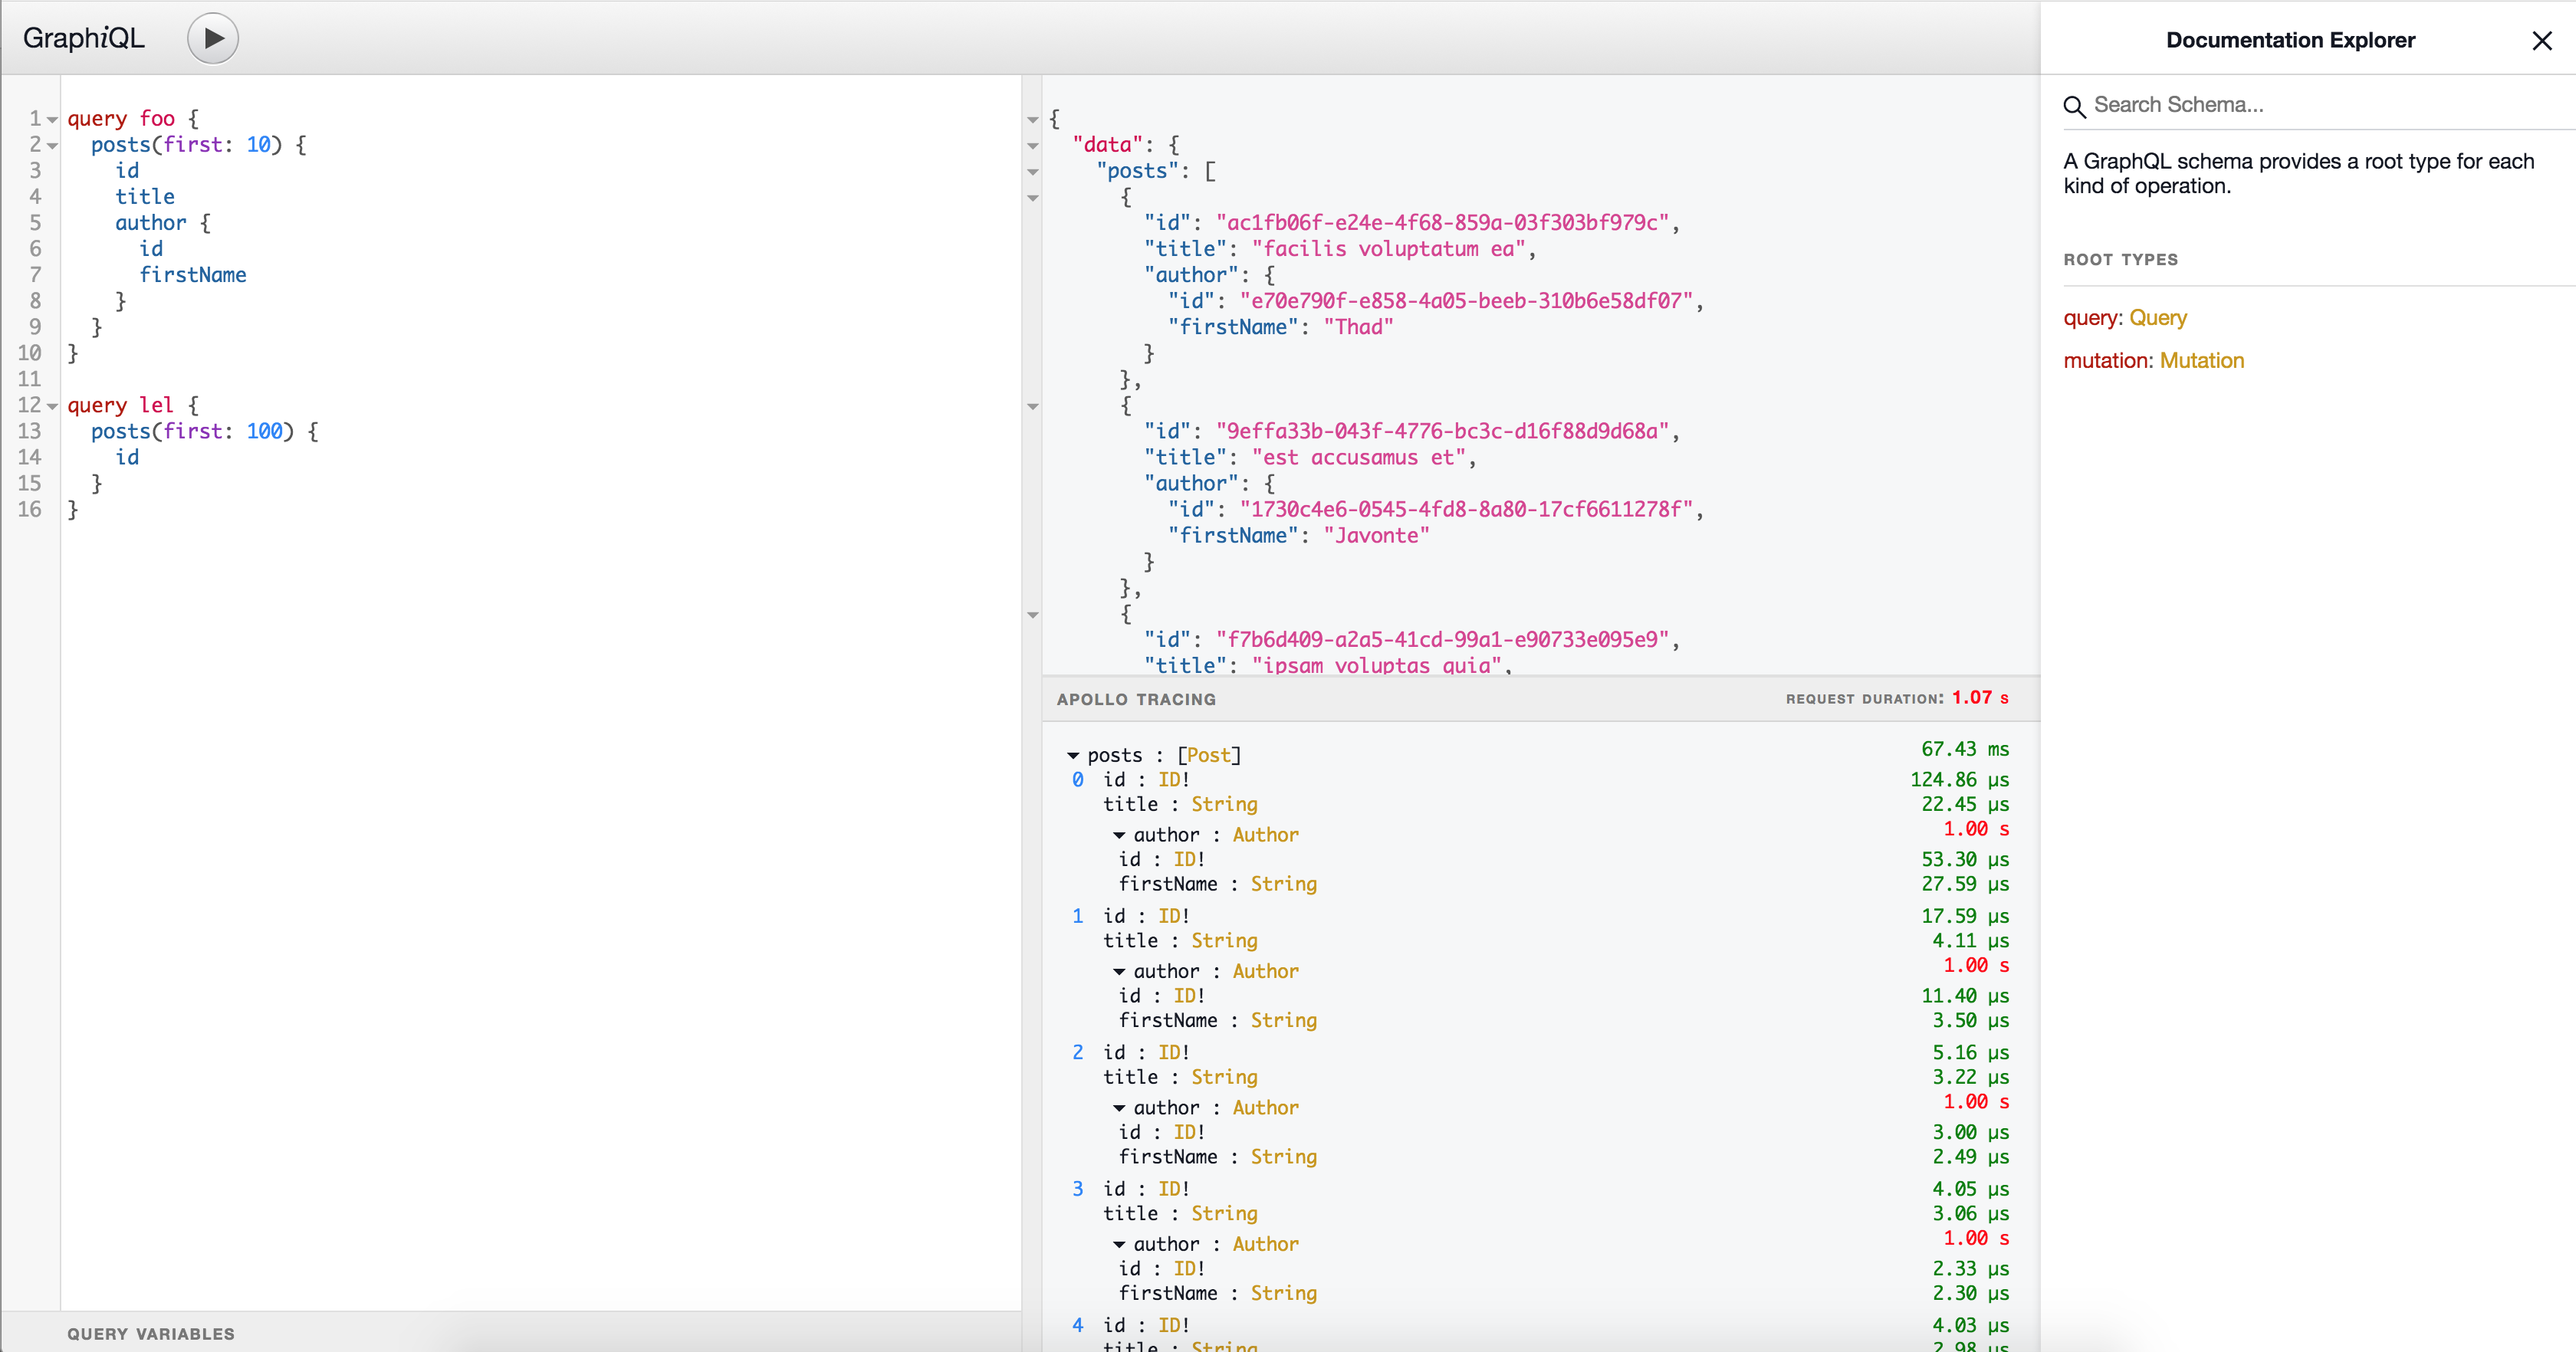 GraphiQL
1 query foo {
2 posts(first: 10) {
3 id
4 title
5 author {
6 id
7 firstName
8 }
9 }
10 }
11
12 query lel {
13 posts(first: 100) {
14 id
15 }
16 }
QUERY VARIABLES
{
"data": {
"posts": [
{
"id": "ac1fb06f-e24e-4f68-859a-03f303bf979c",
"title": "facilis voluptatum ea",
"author": {
"id": "e70e790f-e858-4a05-beeb-310b6e58df07",
"firstName": "Thad"
}
},
{
"id": "9effa33b-043f-4776-bc3c-d16f88d9d68a",
"title": "est accusamus et",
"author": {
"id": "1730c4e6-0545-4fd8-8a80-17cf6611278f",
"firstName": "Javonte"
}
},
{
"id": "f7b6d409-a2a5-41cd-99a1-e90733e095e9",
"title": "ipsam voluptas quia",
APOLLO TRACING REQUEST DURATION: 1.07 s
posts : [Post] 67.43 ms
0 id : ID! 124.86 µs
title : String 22.45 µs
author : Author 1.00 s
id : ID! 53.30 µs
firstName : String 27.59 µs
1 id : ID! 17.59 µs
title : String 4.11 µs
author : Author 1.00 s
id : ID! 11.40 µs
firstName : String 3.50 µs
2 id : ID! 5.16 µs
title : String 3.22 µs
author : Author 1.00 s
id : ID! 3.00 µs
firstName : String 2.49 µs
3 id : ID! 4.05 µs
title : String 3.06 µs
author : Author 1.00 s
id : ID! 2.33 µs
firstName : String 2.30 µs
4 id : ID! 4.03 µs
title : String 2.98 µs
Documentation Explorer
Search Schema...
A GraphQL schema provides a root type for each
kind of operation.
ROOT TYPES
query: Query
mutation: Mutation